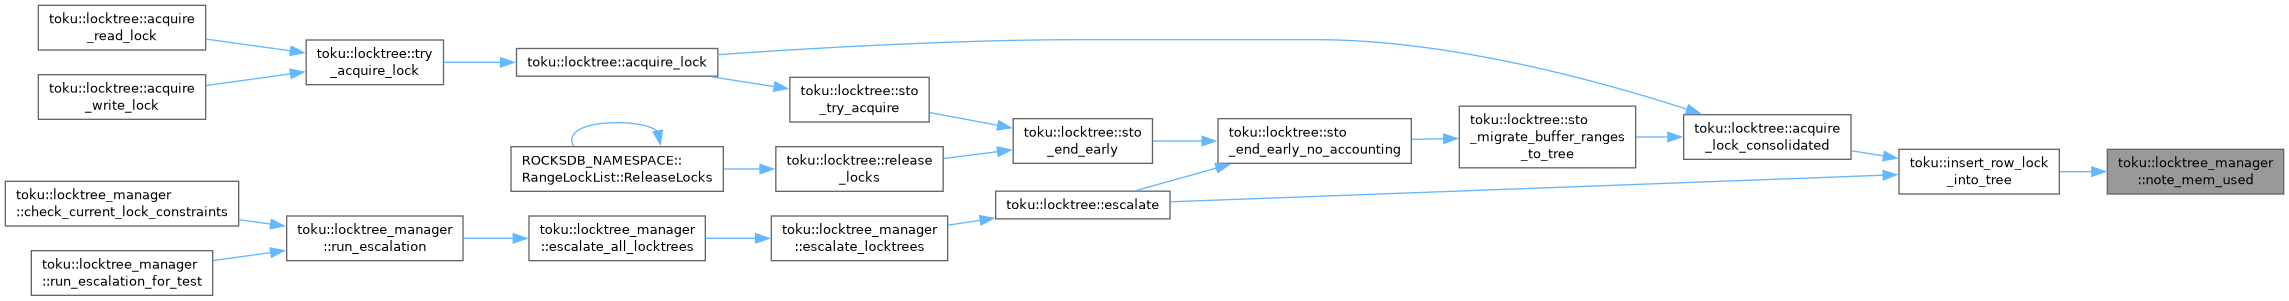 toku::locktree::acquire
_read_lock
toku::locktree::acquire
_write_lock
toku::locktree::try
_acquire_lock
toku::locktree::acquire_lock
toku::locktree::sto
_try_acquire
ROCKSDB_NAMESPACE::
RangeLockList::ReleaseLocks
toku::locktree::release
_locks
toku::locktree::sto
_end_early
toku::locktree::sto
_end_early_no_accounting
toku::locktree::sto
_migrate_buffer_ranges
_to_tree
toku::locktree::acquire
_lock_consolidated
toku::insert_row_lock
_into_tree
toku::locktree_manager
::note_mem_used
toku::locktree_manager
::check_current_lock_constraints
toku::locktree_manager
::run_escalation_for_test
toku::locktree_manager
::run_escalation
toku::locktree_manager
::escalate_all_locktrees
toku::locktree_manager
::escalate_locktrees
toku::locktree::escalate